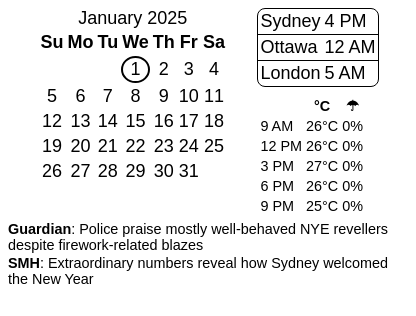 January 2025
Su Mo Tu We Th Fr Sa
1 2 3 4
5 6 7 8 9 10 11
12 13 14 15 16 17 18
19 20 21 22 23 24 25
26 27 28 29 30 31
Sydney 4 PM
Ottawa 12 AM
London 5 AM
°C ☂
9 AM 26°C 0%
12 PM 26°C 0%
3 PM 27°C 0%
6 PM 26°C 0%
9 PM 25°C 0%
Guardian: Police praise mostly well-behaved NYE revellers
despite firework-related blazes
SMH: Extraordinary numbers reveal how Sydney welcomed
the New Year